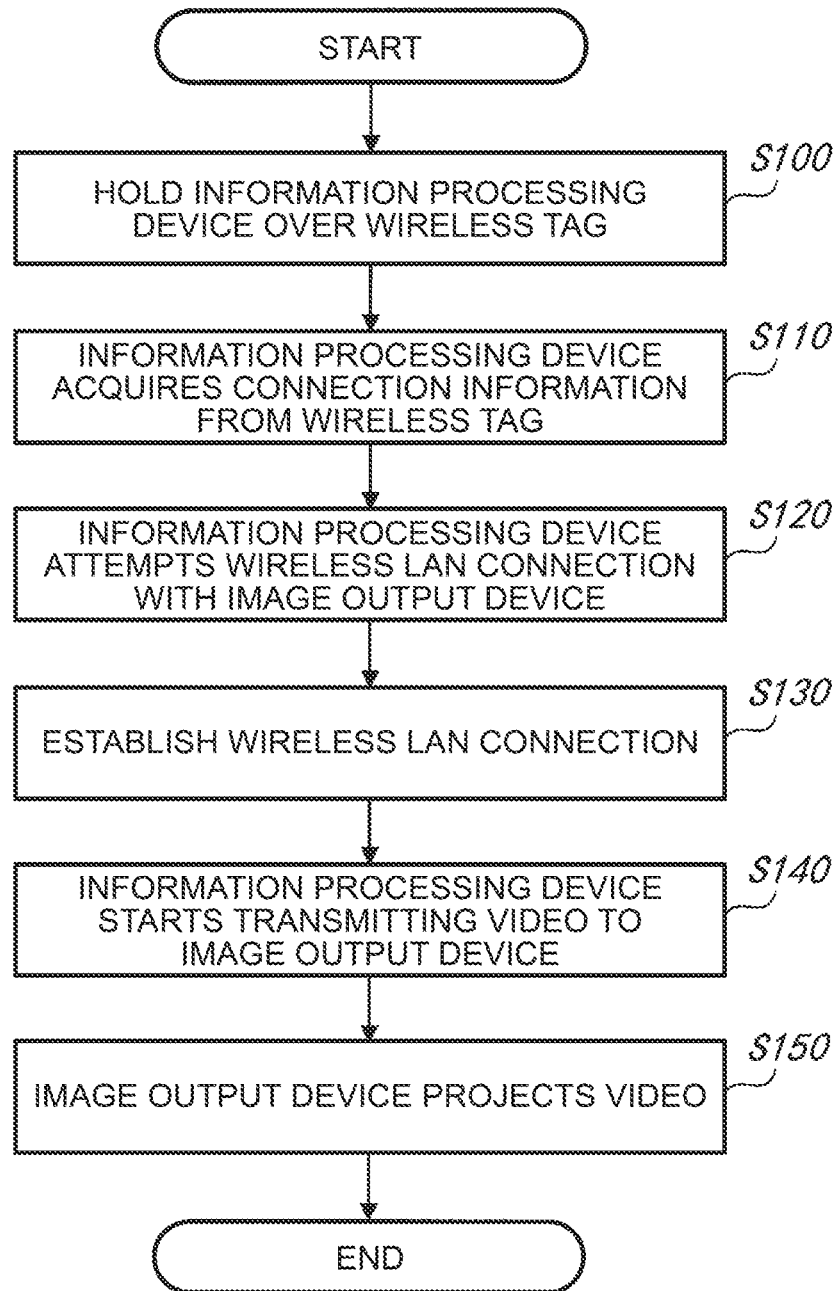 START
S100
HOLD INFORMATION PROCESSING
DEVICE OVER WIRELESS TAG
S110
INFORMATION PROCESSING DEVICE
ACQUIRES CONNECTION INFORMATION
FROM WIRELESS TAG
S120
INFORMATION PROCESSING DEVICE
ATTEMPTS WIRELESS LAN CONNECTION
WITH IMAGE OUTPUT DEVICE
S130
ESTABLISH WIRELESS LAN CONNECTION
S140
INFORMATION PROCESSING DEVICE
STARTS TRANSMITTING VIDEO TO
IMAGE OUTPUT DEVICE
S150
IMAGE OUTPUT DEVICE PROJECTS VIDEO
END